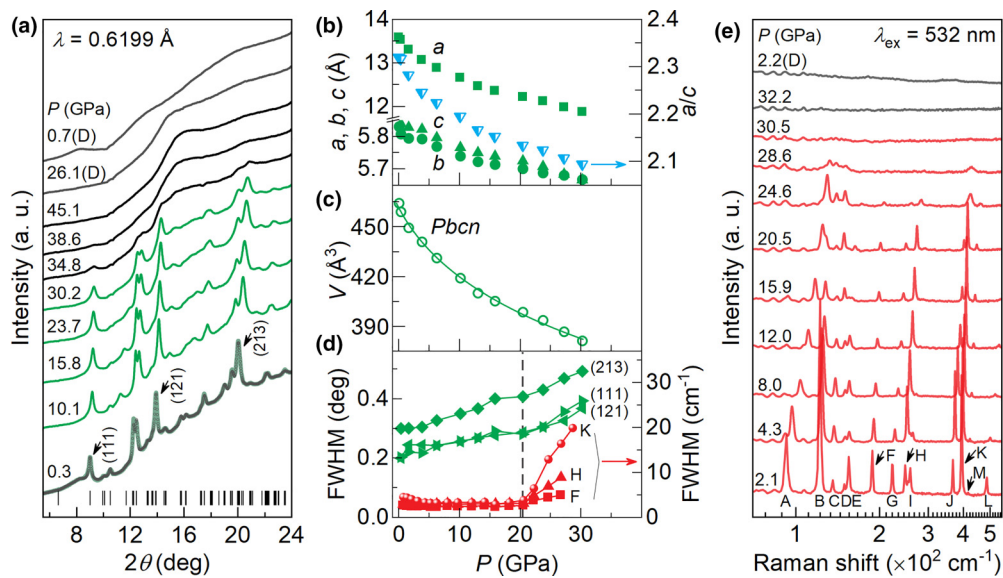 (a)
λ = 0.6199 Å
P (GPa)
0.7(D)
26.1(D)
45.1
38.6
34.8
30.2
23.7
15.8
10.1
0.3
(111)
(121)
(213)
Intensity (a. u.)
8 12 16 20 24
2θ (deg)
(b)
14
13
12
5.8
5.7
a, b, c (Å)
a
c
b
2.4
2.3
2.2
2.1
a/c
(c)
Pbcn
450
420
390
V (Å³)
(d)
(213)
(111)
(121)
K
H
F
0.4
0.2
0.0
FWHM (deg)
30
20
10
0
FWHM (cm⁻¹)
0 10 20 30
P (GPa)
(e)
λex = 532 nm
P (GPa)
2.2(D)
32.2
30.5
28.6
24.6
20.5
15.9
12.0
8.0
4.3
2.1
F H K
M
A B C D E G I J L
Intensity (a. u.)
1 2 3 4 5
Raman shift (×10² cm⁻¹)